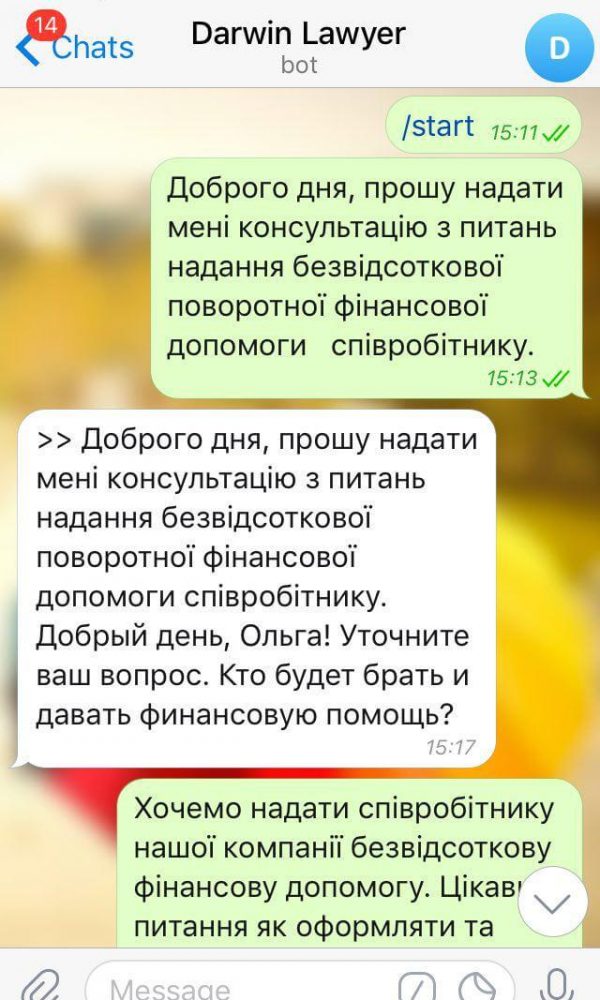 14
Chats
Darwin Lawyer
bot
D
/start 15:11
Доброго дня, прошу надати
мені консультацію з питань
надання безвідсоткової
поворотної фінансової
допомоги співробітнику.
15:13
>> Доброго дня, прошу надати
мені консультацію з питань
надання безвідсоткової
поворотної фінансової
допомоги співробітнику.
Добрый день, Ольга! Уточните
ваш вопрос. Кто будет брать и
давать финансовую помощь?
15:17
Хочемо надати співробітнику
нашої компанії безвідсоткову
фінансову допомогу.
питання як оформляти та
Message